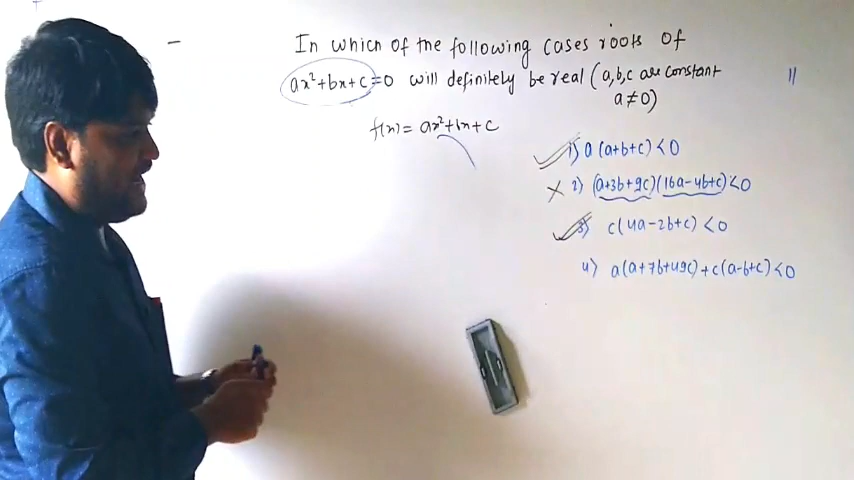 In which of the following cases roots of
ax²+bx+c=0 will definitely be real (a,b,c are constant
a≠0)
f(x)= ax²+bx+c
1) a(a+b+c)<0
2) (a+3b+9c)(16a-4b+c)<0
3) c(4a-2b+c)<0
4) a(a+7b+49c)+c(a-b+c)<0